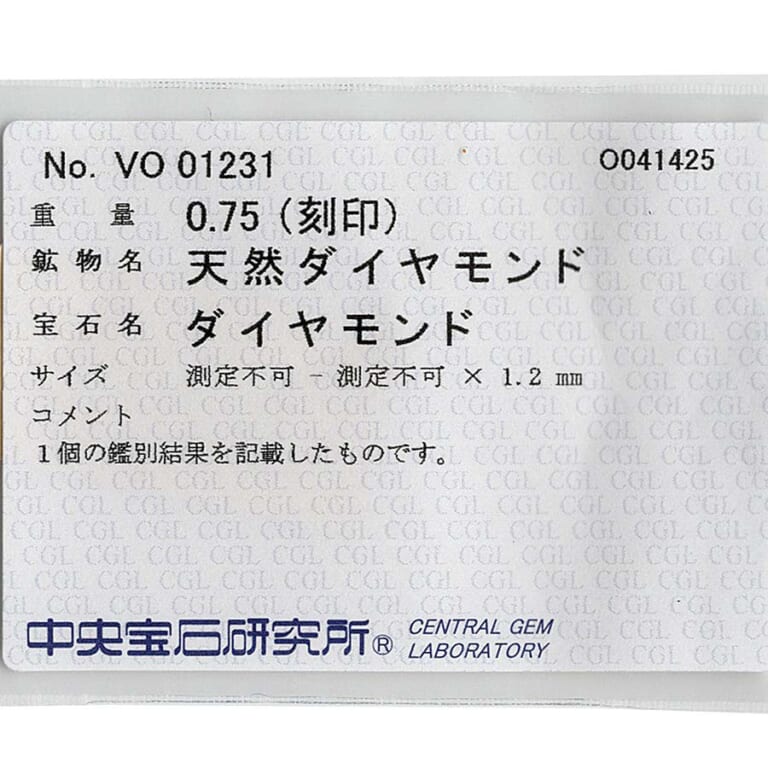 No. VO 01231 O041425
重量 0.75 (刻印)
鉱物名 天然ダイヤモンド
宝石名 ダイヤモンド
サイズ 測定不可 - 測定不可 × 1.2 mm
コメント
1個の鑑別結果を記載したものです。
中央宝石研究所® CENTRAL GEM
LABORATORY